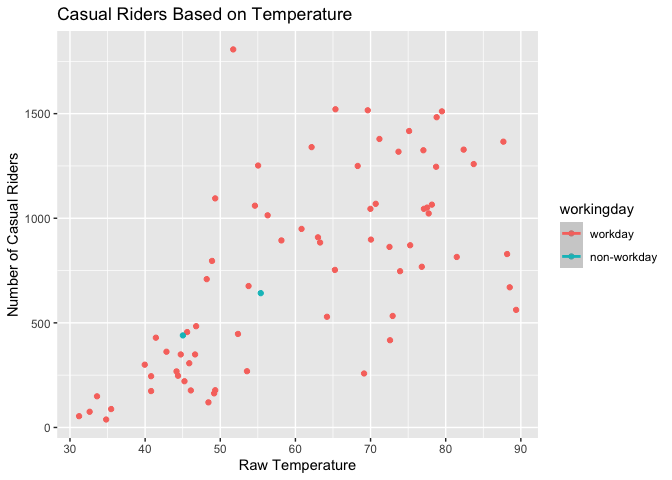 Casual Riders Based on Temperature
1500
1000
500
0
Number of Casual Riders
30 40 50 60 70 80 90
Raw Temperature
workingday
workday
non-workday